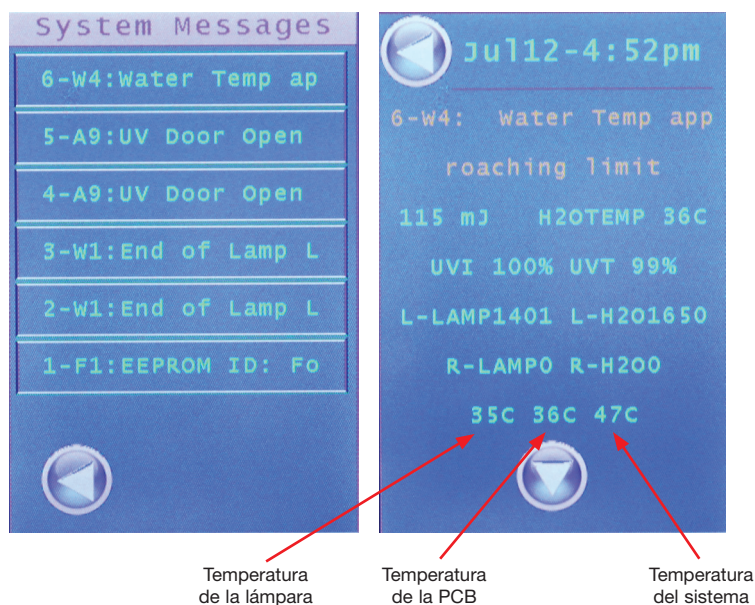 System Messages
6-W4:Water Temp ap
5-A9:UV Door Open
4-A9:UV Door Open
3-W1:End of Lamp L
2-W1:End of Lamp L
1-F1:EEPROM ID: Fo
Jul12-4:52pm
6-W4: Water Temp app
roaching limit
115 mJ H2OTEMP 36C
UVI 100% UVT 99%
L-LAMP1401 L-H2O1650
R-LAMP0 R-H2O0
35C 36C 47C
Temperatura
de la lámpara
Temperatura
de la PCB
Temperatura
del sistema